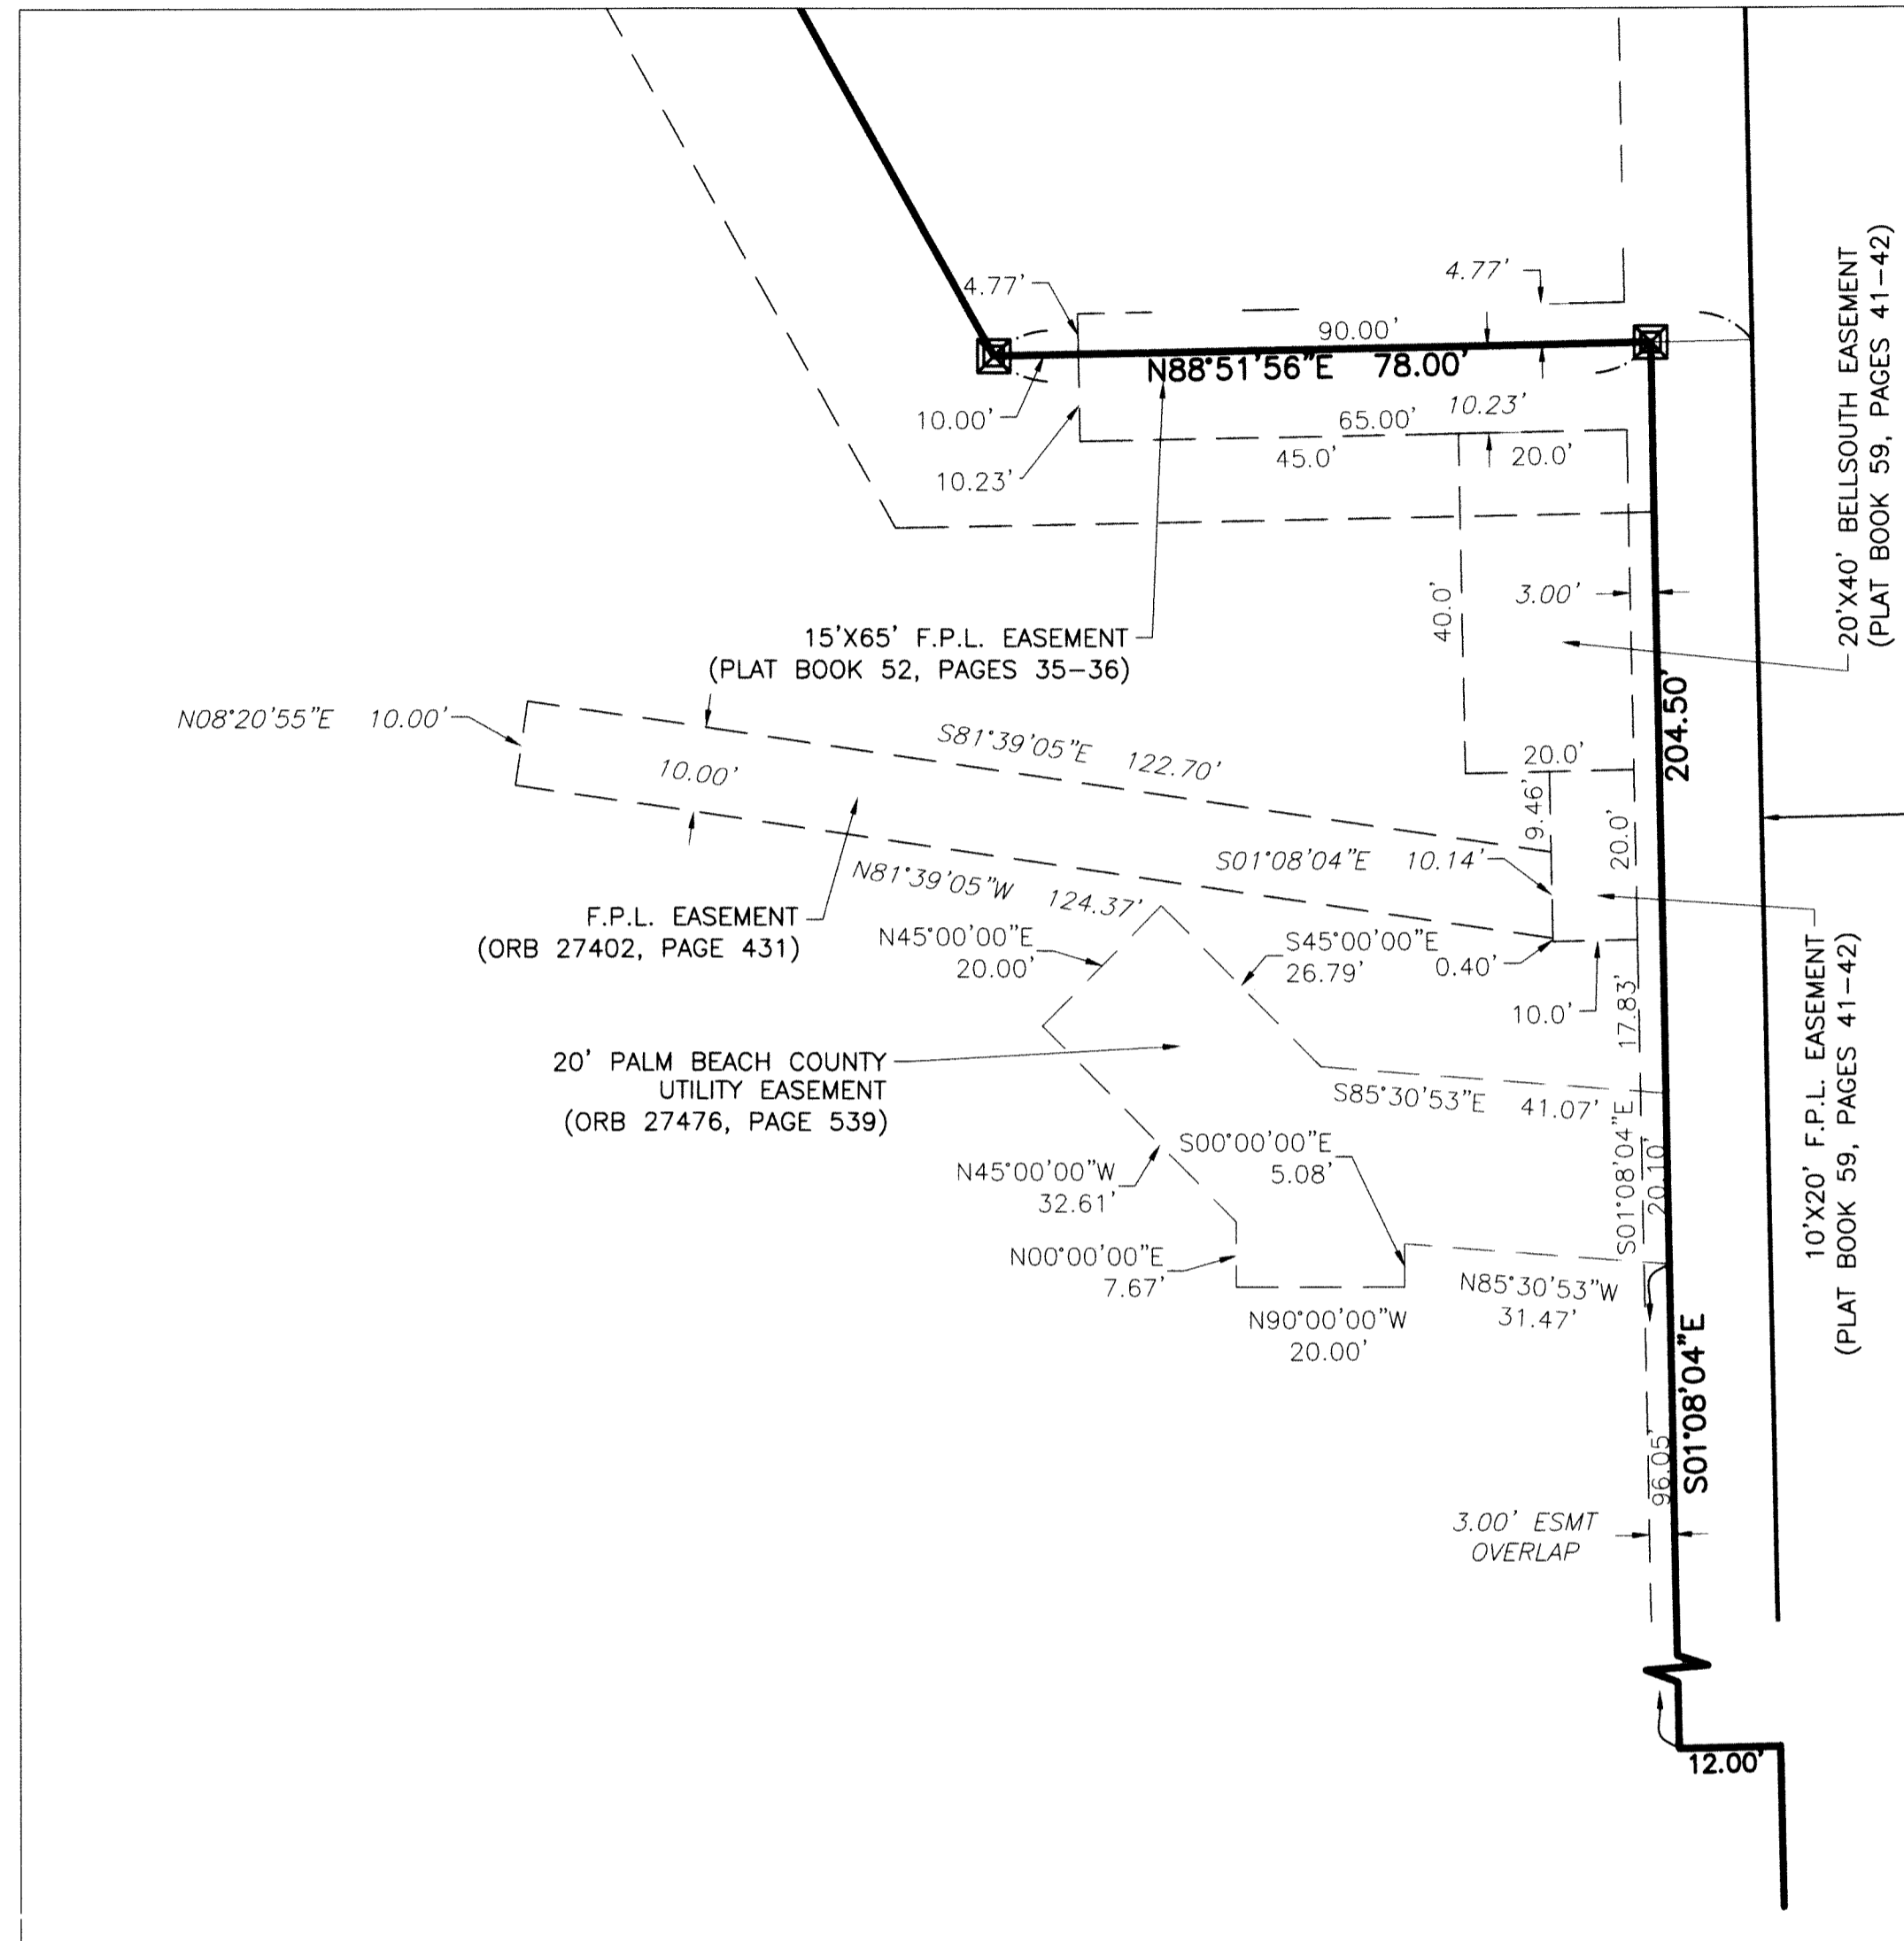 4.77'
4.77'
90.00'
N88°51'56"E 78.00'
10.00'
10.23'
65.00'
10.23'
45.0'
20.0'
20'X40' BELLSOUTH EASEMENT
(PLAT BOOK 59, PAGES 41-42)
3.00'
40.0'
15'X65' F.P.L. EASEMENT
(PLAT BOOK 52, PAGES 35-36)
204.50'
N08°20'55"E 10.00'
S81°39'05"E 122.70'
10.00'
20.0'
9.46'
20.0'
S01°08'04"E 10.14'
N81°39'05"W 124.37'
F.P.L. EASEMENT
(ORB 27402, PAGE 431)
N45°00'00"E
20.00'
S45°00'00"E
26.79'
0.40'
10.0'
17.83'
10'X20' F.P.L. EASEMENT
(PLAT BOOK 59, PAGES 41-42)
20' PALM BEACH COUNTY
UTILITY EASEMENT
(ORB 27476, PAGE 539)
S85°30'53"E 41.07'
S01°08'04"E
20.10'
S00°00'00"E
5.08'
N45°00'00"W
32.61'
N00°00'00"E
7.67'
N85°30'53"W
31.47'
N90°00'00"W
20.00'
S01°08'04"E
96.05'
3.00' ESMT
OVERLAP
12.00'